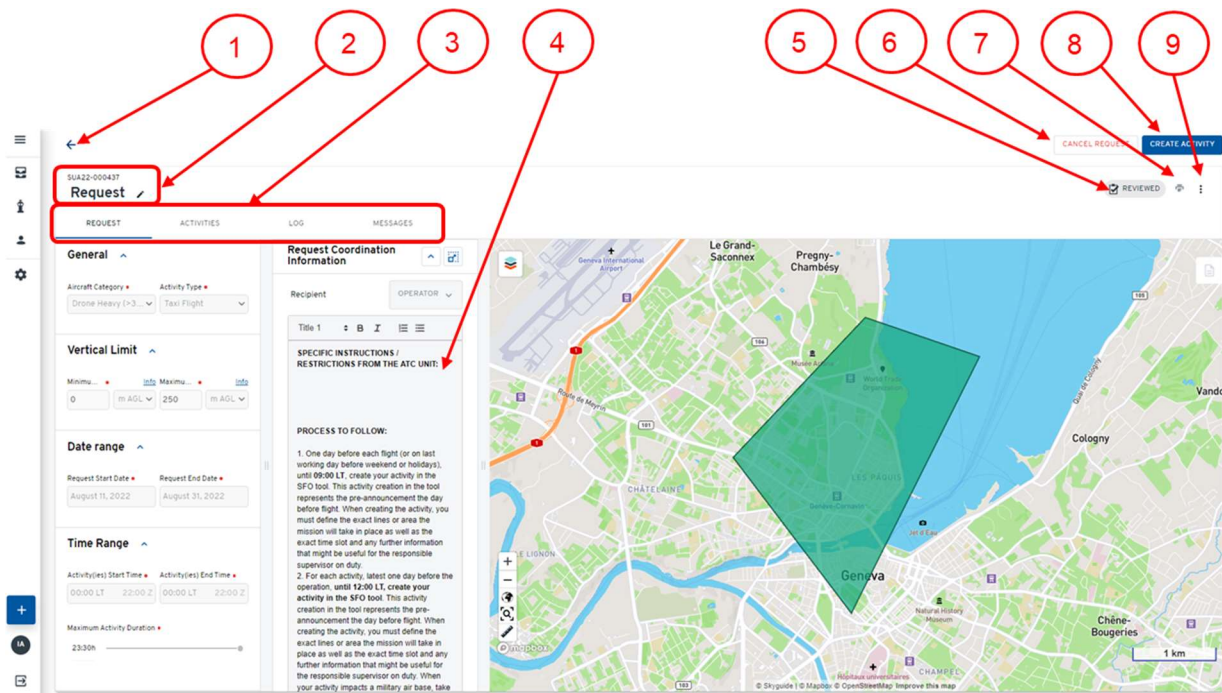 1
2
3
4
5
6
7
8
9
CANCEL REQUEST
CREATE ACTIVITY
SUA22-000437
Request
REVIEWED
REQUEST
ACTIVITIES
LOG
MESSAGES
General
Aircraft Category •
Activity Type •
Drone Heavy (>3...
Taxi Flight
Vertical Limit
Minimu... •
Info
Maximu... •
Info
0
m AGL
250
m AGL
Date range
Request Start Date •
Request End Date •
August 11, 2022
August 31, 2022
Time Range
Activity(ies) Start Time •
Activity(ies) End Time •
00:00 LT
22:00 Z
00:00 LT
22:00 Z
Maximum Activity Duration •
23:30h
IA
Request Coordination
Information
Recipient
OPERATOR
Title 1
B
I
SPECIFIC INSTRUCTIONS /
RESTRICTIONS FROM THE ATC UNIT:
PROCESS TO FOLLOW:
1. One day before each flight (or on last
working day before weekend or holidays),
until 09:00 LT, create your activity in the
SFO tool. This activity creation in the tool
represents the pre-announcement the day
before flight. When creating the activity, you
must define the exact lines or area the
mission will take in place as well as the
exact time slot and any further information
that might be useful for the responsible
supervisor on duty.
2. For each activity, latest one day before the
operation, until 12:00 LT, create your
activity in the SFO tool. This activity
creation in the tool represents the pre-
announcement the day before flight. When
creating the activity, you must define the
exact lines or area the mission will take in
place as well as the exact time slot and any
further information that might be useful for
the responsible supervisor on duty. When
your activity impacts a military air base, take
Geneva International
Airport
Le Grand-
Saconnex
Pregny-
Chambésy
105
106
1
Musée Ariana
World Trade
Organization
Route de Meyrin
101
1
CHÂTELAINE
LES PÂQUIS
Genève-Cornavin
Jet d'Eau
Quai de Cologny
Vando
Cologny
E LIGNON
Geneva
Natural History
Museum
Chêne-
Bougeries
1 km
CHAMPEL
Hôpitaux universitaires
103
mapbox
© Skyguide | © Mapbox © OpenStreetMap Improve this map